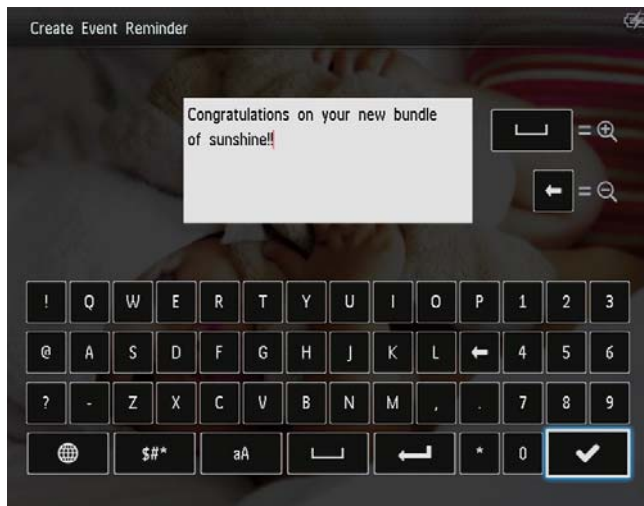 Create Event Reminder
Congratulations on your new bundle
of sunshine!!
=
=
! Q W E R T Y U I O P 1 2 3
@ A S D F G H J K L 4 5 6
? - Z X C V B N M , . 7 8 9
$#* aA * 0